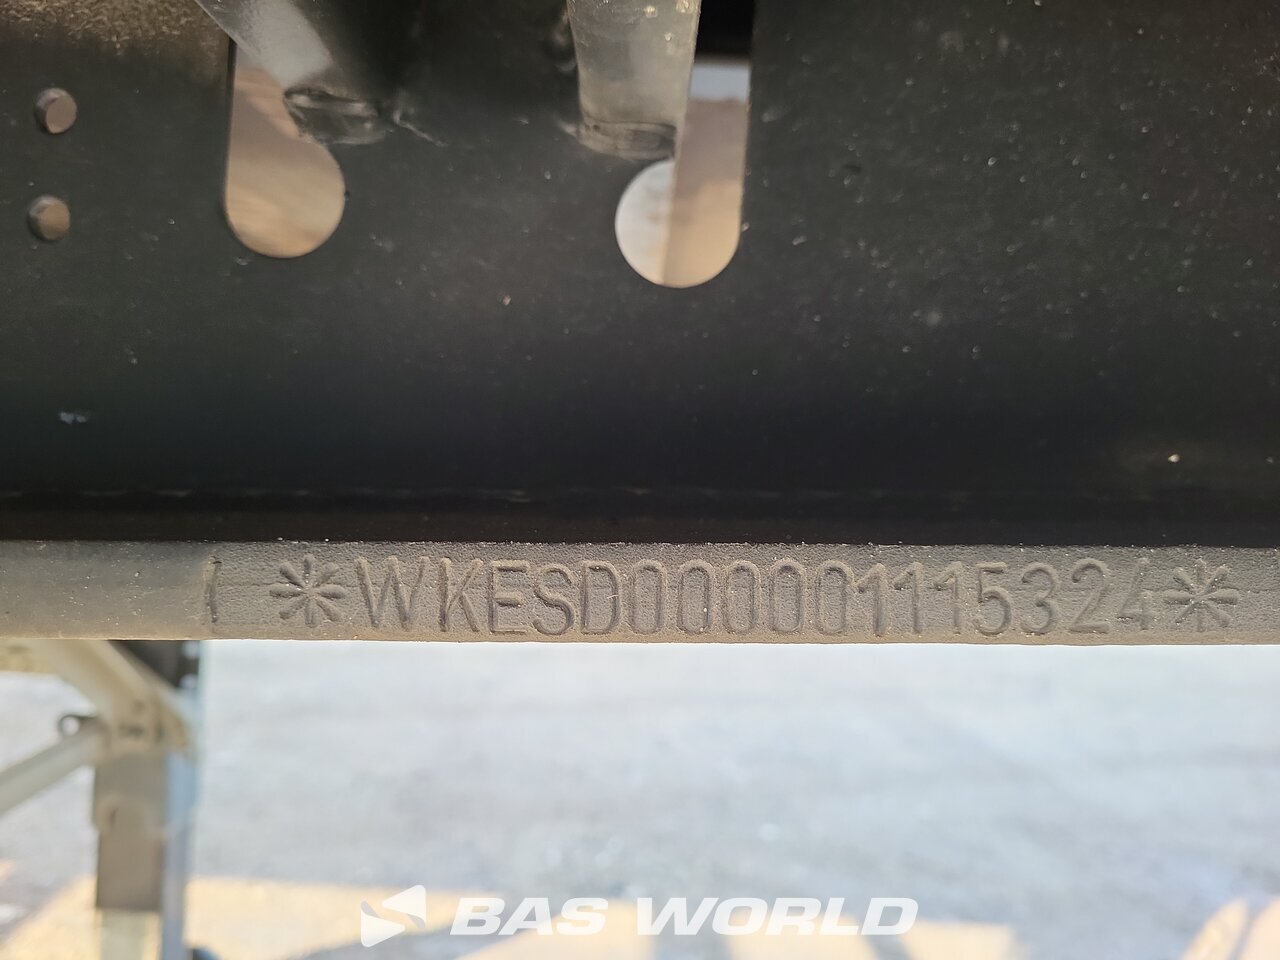 *WKESD000001115324*
BAS WORLD